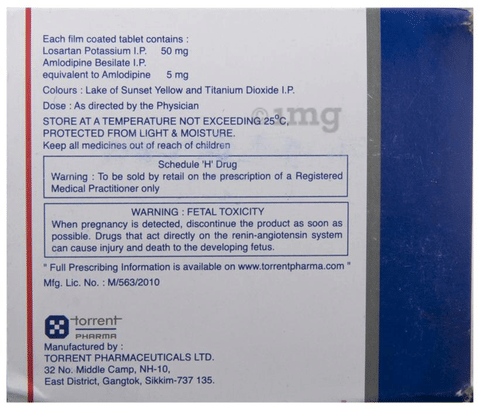 Each film coated tablet contains :
Losartan Potassium I.P. 50 mg
Amlodipine Besilate I.P.
equivalent to Amlodipine 5 mg
Colours : Lake of Sunset Yellow and Titanium Dioxide I.P.
Dose : As directed by the Physician
STORE AT A TEMPERATURE NOT EXCEEDING 25°C,
PROTECTED FROM LIGHT & MOISTURE.
Keep all medicines out of reach of children
1mg
Schedule 'H' Drug
Warning : To be sold by retail on the prescription of a Registered
Medical Practitioner only
WARNING : FETAL TOXICITY
When pregnancy is detected, discontinue the product as soon as
possible. Drugs that act directly on the renin-angiotensin system
can cause injury and death to the developing fetus.
" Full Prescribing Information is available on www.torrentpharma.com "
Mfg. Lic. No. : M/563/2010
torrent
PHARMA
Manufactured by :
TORRENT PHARMACEUTICALS LTD.
32 No. Middle Camp, NH-10,
East District, Gangtok, Sikkim-737 135.